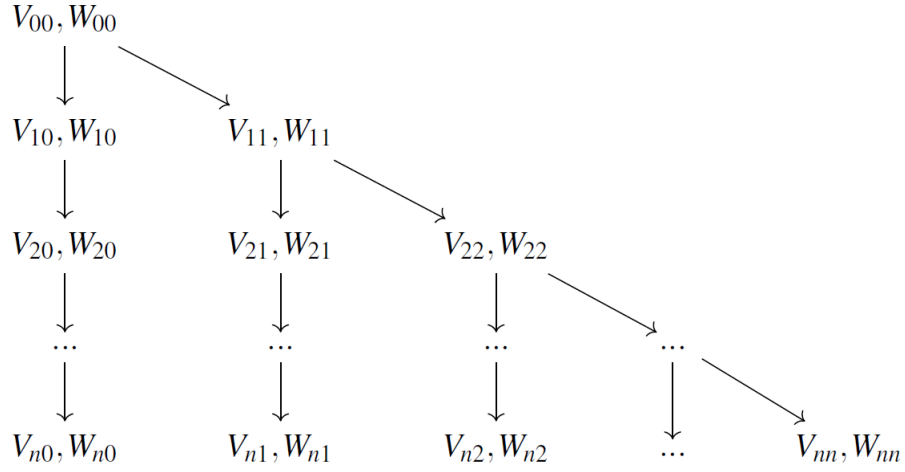 V₀₀, W₀₀
V₁₀, W₁₀ V₁₁, W₁₁
V₂₀, W₂₀ V₂₁, W₂₁ V₂₂, W₂₂
... ... ... ...
Vₙ₀, Wₙ₀ Vₙ₁, Wₙ₁ Vₙ₂, Wₙ₂ ... Vₙₙ, Wₙₙ